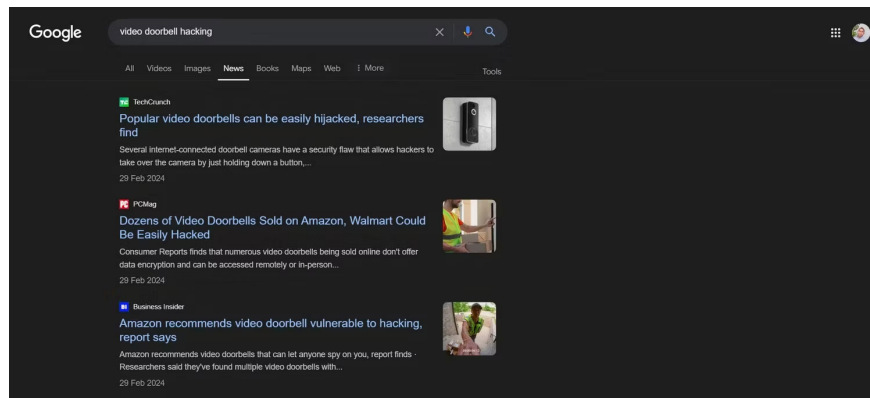 Google
video doorbell hacking
All Videos Images News Books Maps Web More
Tools
TechCrunch
Popular video doorbells can be easily hijacked, researchers
find
Several internet-connected doorbell cameras have a security flaw that allows hackers to
take over the camera by just holding down a button,...
29 Feb 2024
PCMag
Dozens of Video Doorbells Sold on Amazon, Walmart Could
Be Easily Hacked
Consumer Reports finds that numerous video doorbells being sold online don't offer
data encryption and can be accessed remotely or in-person...
29 Feb 2024
Business Insider
Amazon recommends video doorbell vulnerable to hacking,
report says
Amazon recommends video doorbells that can let anyone spy on you, report finds ·
Researchers said they've found multiple video doorbells with...
29 Feb 2024